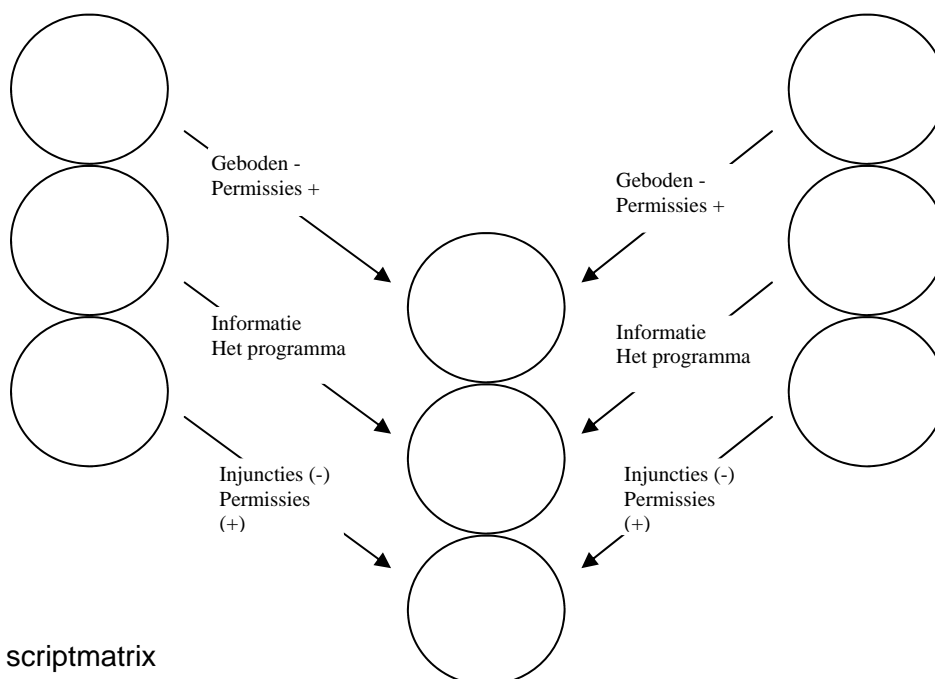 Geboden -
Permissies +
Geboden -
Permissies +
Informatie
Het programma
Informatie
Het programma
Injuncties (-)
Permissies
(+)
Injuncties (-)
Permissies
(+)
scriptmatrix